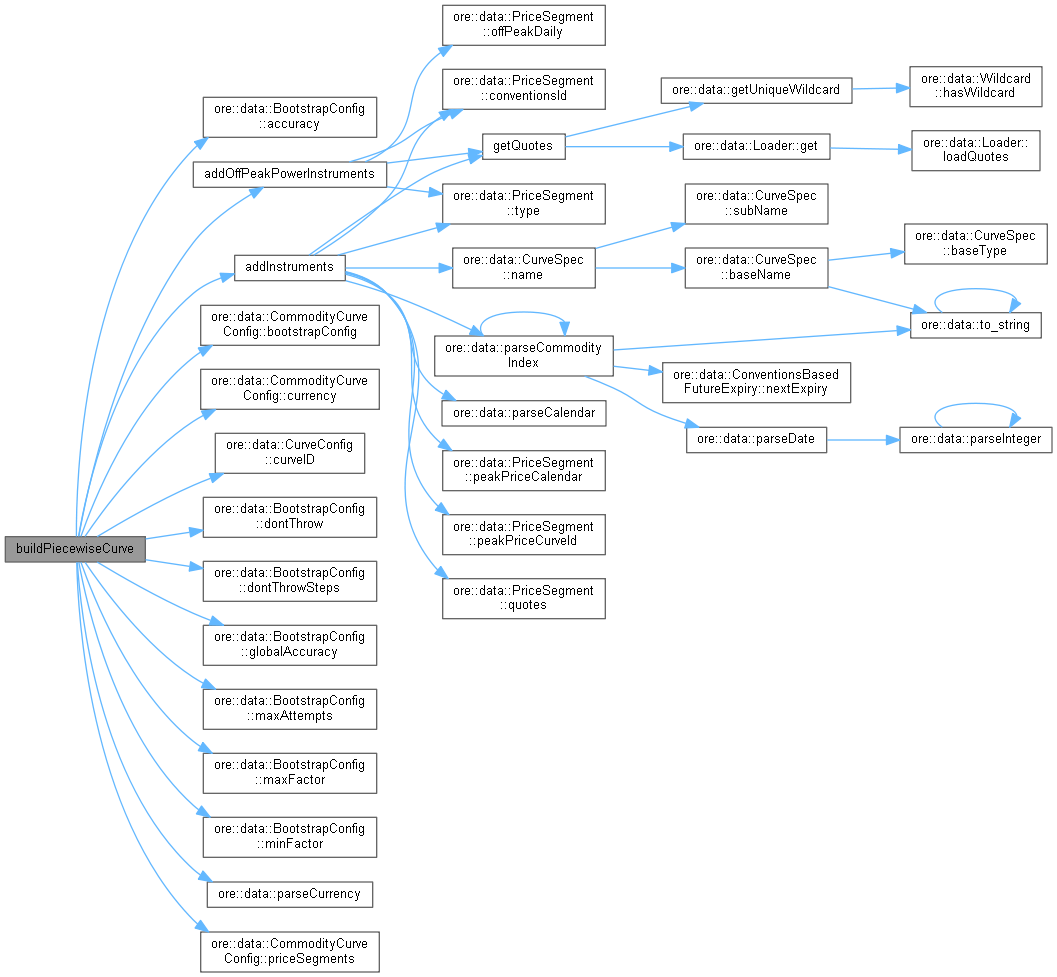 buildPiecewiseCurve
ore::data::BootstrapConfig
::accuracy
addOffPeakPowerInstruments
addInstruments
ore::data::CommodityCurve
Config::bootstrapConfig
ore::data::CommodityCurve
Config::currency
ore::data::CurveConfig
::curveID
ore::data::BootstrapConfig
::dontThrow
ore::data::BootstrapConfig
::dontThrowSteps
ore::data::BootstrapConfig
::globalAccuracy
ore::data::BootstrapConfig
::maxAttempts
ore::data::BootstrapConfig
::maxFactor
ore::data::BootstrapConfig
::minFactor
ore::data::parseCurrency
ore::data::CommodityCurve
Config::priceSegments
ore::data::PriceSegment
::offPeakDaily
ore::data::PriceSegment
::conventionsId
getQuotes
ore::data::PriceSegment
::type
ore::data::CurveSpec
::name
ore::data::parseCommodity
Index
ore::data::parseCalendar
ore::data::PriceSegment
::peakPriceCalendar
ore::data::PriceSegment
::peakPriceCurveId
ore::data::PriceSegment
::quotes
ore::data::getUniqueWildcard
ore::data::Loader::get
ore::data::CurveSpec
::subName
ore::data::CurveSpec
::baseName
ore::data::ConventionsBased
FutureExpiry::nextExpiry
ore::data::parseDate
ore::data::Wildcard
::hasWildcard
ore::data::Loader::
loadQuotes
ore::data::CurveSpec
::baseType
ore::data::to_string
ore::data::parseInteger